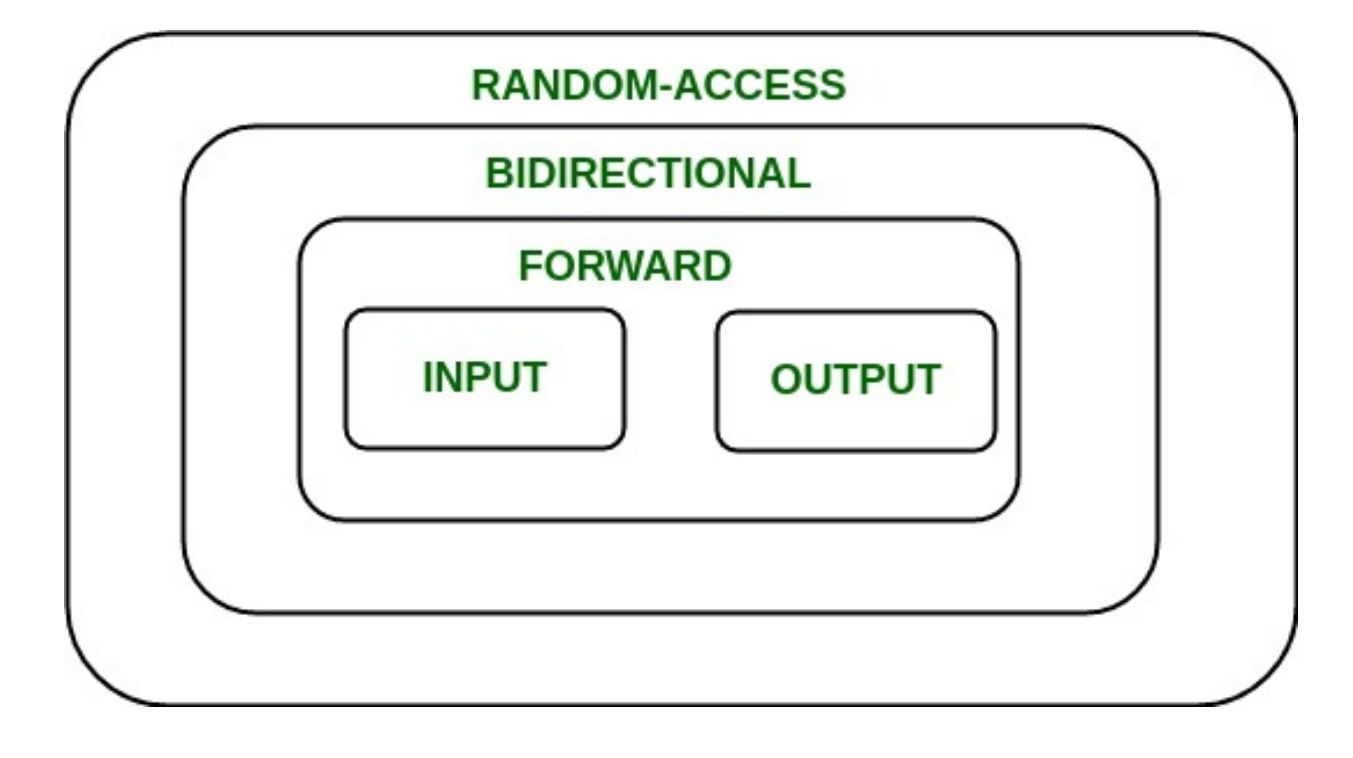 RANDOM-ACCESS
BIDIRECTIONAL
FORWARD
INPUT
OUTPUT